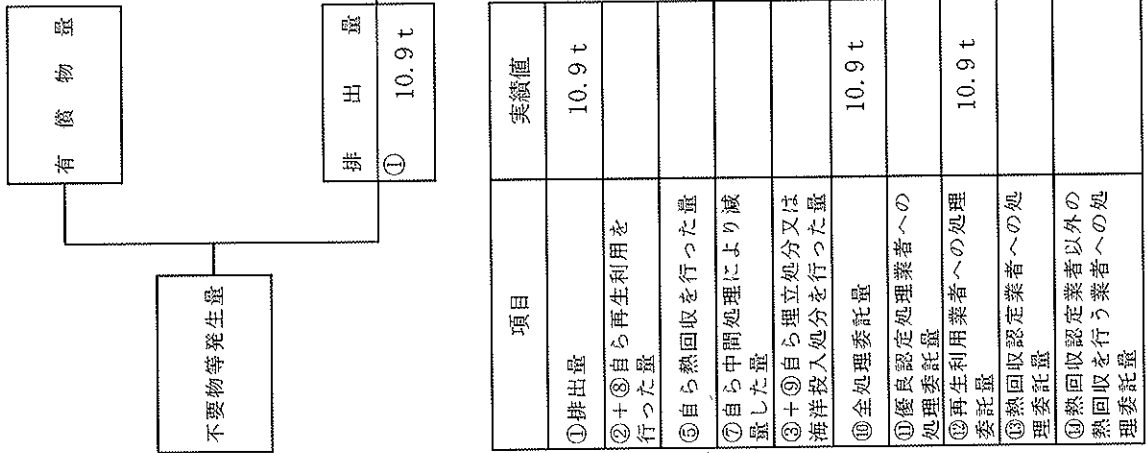 有償物量
不要物等発生量
排出量
① 10.9 t
項目 実績値
①排出量 10.9 t
②+⑧自ら再生利用を
行った量
⑤自ら熱回収を行った量
⑦自ら中間処理により減
量した量
③+⑨自ら埋立処分又は
海洋投入処分を行った量
⑩全処理委託量 10.9 t
⑪優良認定処理業者への
処理委託量
⑫再生利用業者への処理
委託量 10.9 t
⑬熱回収認定業者への処
理委託量
⑭熱回収認定業者以外の
熱回収を行う業者への処
理委託量